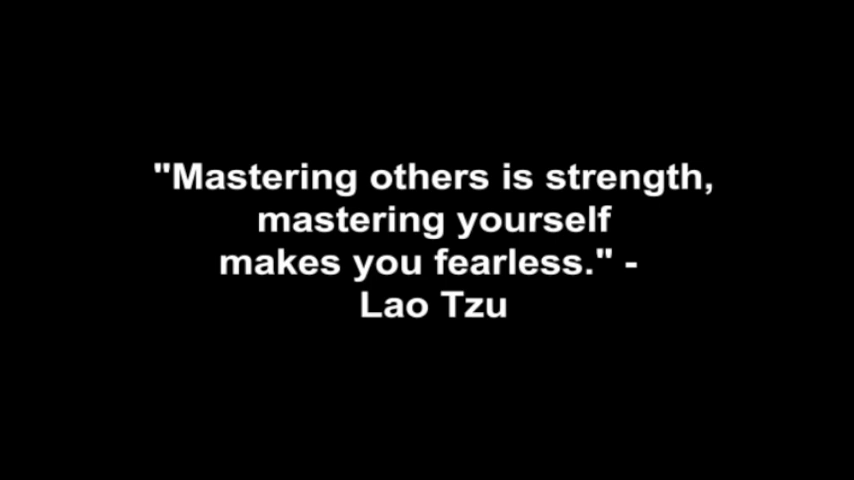 "Mastering others is strength,
mastering yourself
makes you fearless." -
Lao Tzu